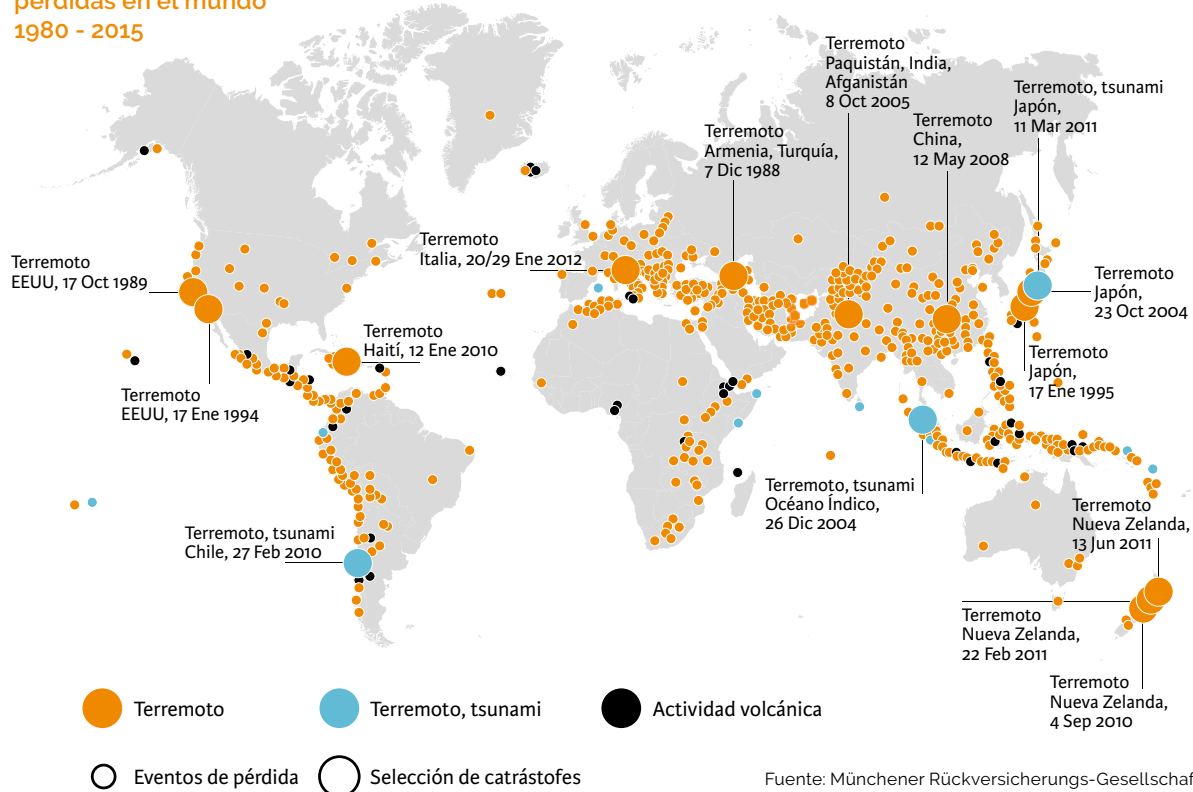 pérdidas en el mundo
1980 - 2015
Terremoto
Paquistán, India,
Afganistán
8 Oct 2005
Terremoto, tsunami
Japón,
11 Mar 2011
Terremoto
China,
12 May 2008
Terremoto
Armenia, Turquía,
7 Dic 1988
Terremoto
Italia, 20/29 Ene 2012
Terremoto
EEUU, 17 Oct 1989
Terremoto
Japón,
23 Oct 2004
Terremoto
Haití, 12 Ene 2010
Terremoto
Japón,
17 Ene 1995
Terremoto
EEUU, 17 Ene 1994
Terremoto, tsunami
Océano Índico,
26 Dic 2004
Terremoto
Nueva Zelanda,
13 Jun 2011
Terremoto, tsunami
Chile, 27 Feb 2010
Terremoto
Nueva Zelanda,
22 Feb 2011
Terremoto
Nueva Zelanda,
4 Sep 2010
Terremoto
Terremoto, tsunami
Actividad volcánica
Eventos de pérdida
Selección de catrástofes
Fuente: Münchener Rückversicherungs-Gesellschaf